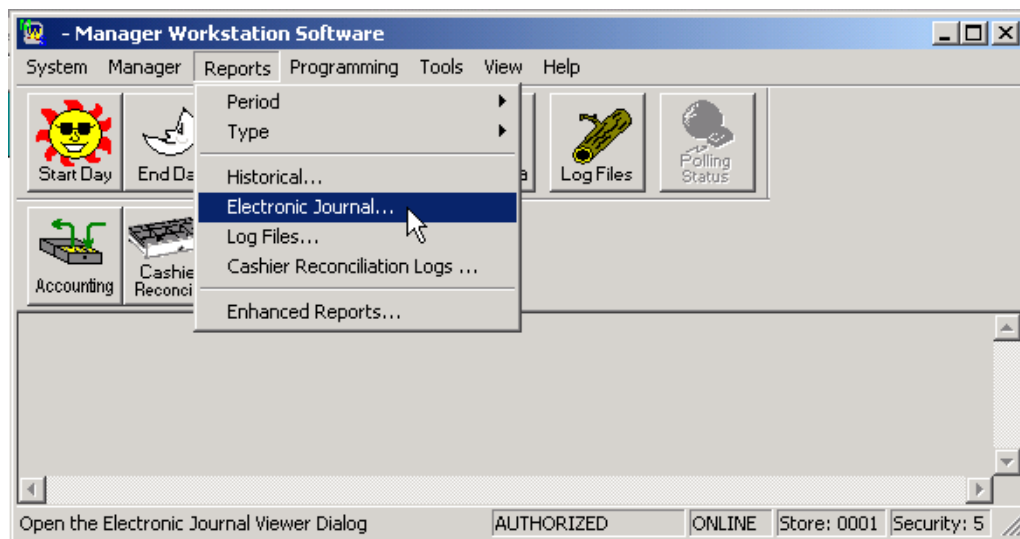 - Manager Workstation Software
System Manager Reports Programming Tools View Help
Period
Type
Historical...
Electronic Journal...
Log Files...
Cashier Reconciliation Logs ...
Enhanced Reports...
Start Day
End Da
a
Log Files
Polling
Status
Accounting
Cashie
Reconci
Open the Electronic Journal Viewer Dialog AUTHORIZED ONLINE Store: 0001 Security: 5